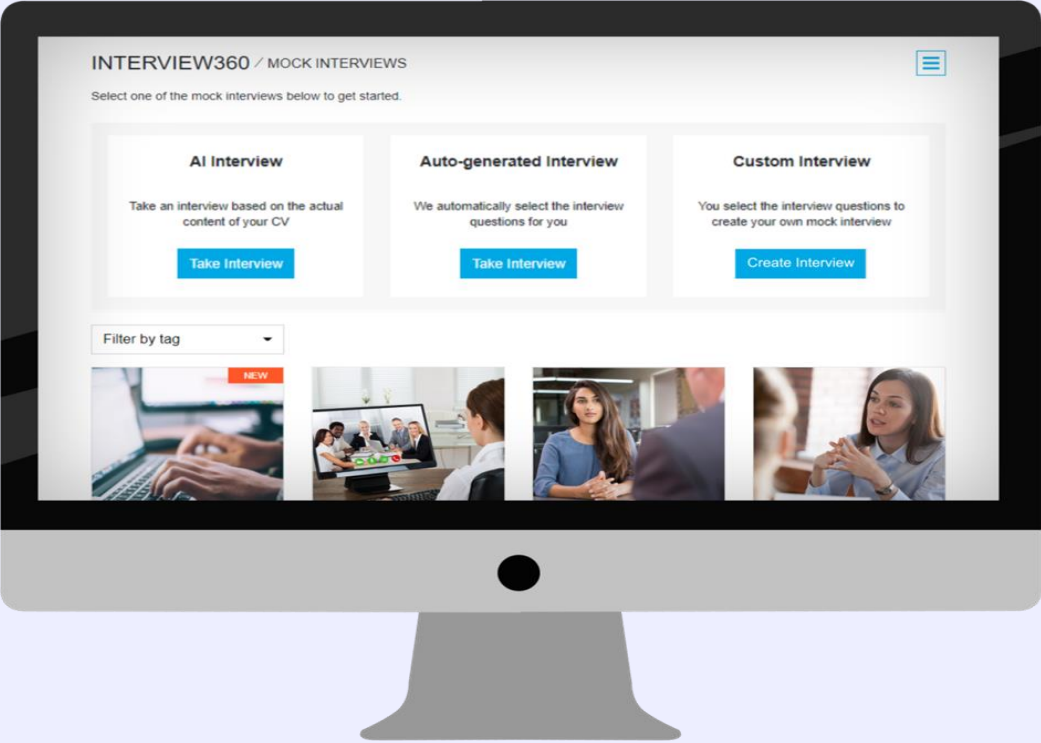 INTERVIEW360 / MOCK INTERVIEWS
Select one of the mock interviews below to get started.
AI Interview
Take an interview based on the actual
content of your CV
Take Interview
Auto-generated Interview
We automatically select the interview
questions for you
Take Interview
Custom Interview
You select the interview questions to
create your own mock interview
Create Interview
Filter by tag
NEW